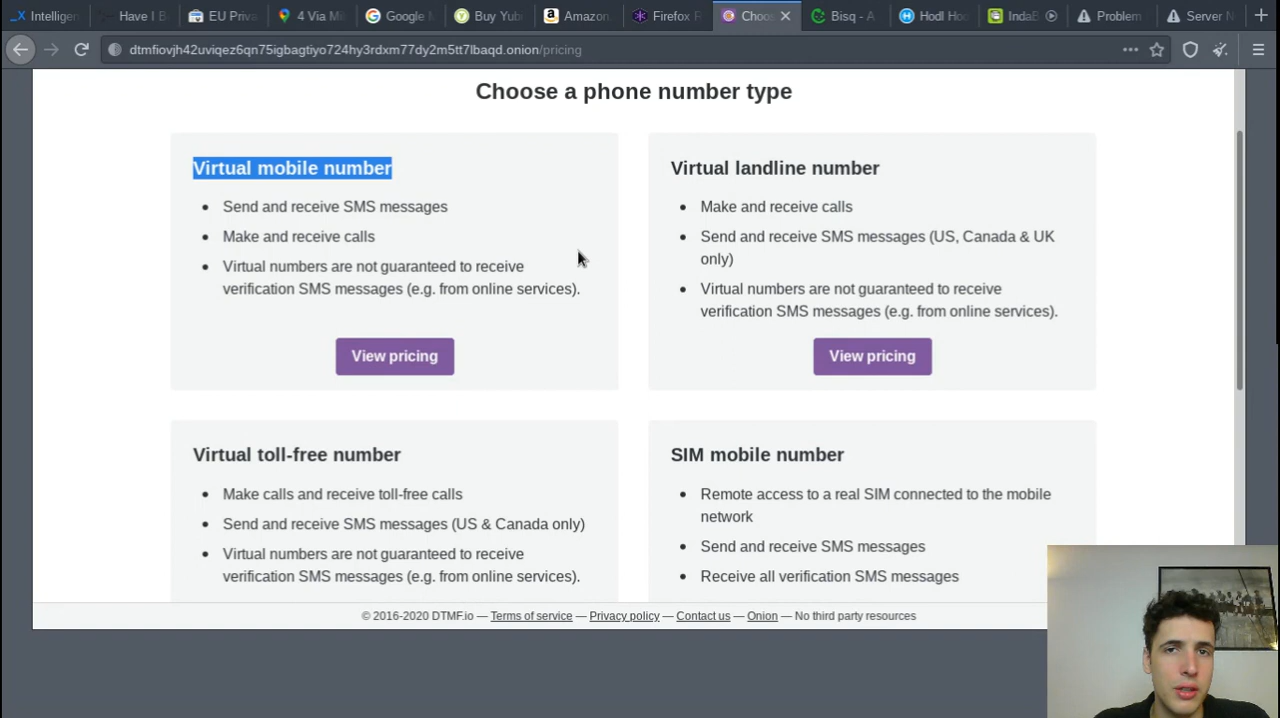 Intelligen
Have I B
EU Priva
4 Via Mi
Google
Buy Yub
Amazon
Firefox F
Choo
Bisq - A
Hodl Ho
IndaB
Problem
Server N
dtmfiovjh42uviqez6qn75igbagtiyo724hy3rdxm77dy2m5tt7lbaqd.onion/pricing
Choose a phone number type
Virtual mobile number
Send and receive SMS messages
Make and receive calls
Virtual numbers are not guaranteed to receive
verification SMS messages (e.g. from online services).
View pricing
Virtual landline number
Make and receive calls
Send and receive SMS messages (US, Canada & UK
only)
Virtual numbers are not guaranteed to receive
verification SMS messages (e.g. from online services).
View pricing
Virtual toll-free number
Make calls and receive toll-free calls
Send and receive SMS messages (US & Canada only)
Virtual numbers are not guaranteed to receive
verification SMS messages (e.g. from online services).
SIM mobile number
Remote access to a real SIM connected to the mobile
network
Send and receive SMS messages
Receive all verification SMS messages
© 2016-2020 DTMF.io — Terms of service — Privacy policy — Contact us — Onion — No third party resources